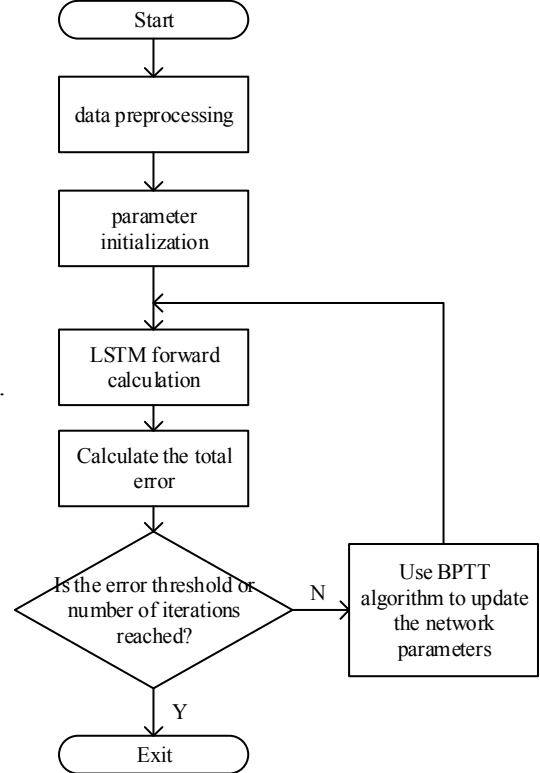 Start
data preprocessing
parameter
initialization
LSTM forward
calculation
Calculate the total
error
Is the error threshold or
number of iterations
reached?
N
Use BPTT
algorithm to update
the network
parameters
Y
Exit